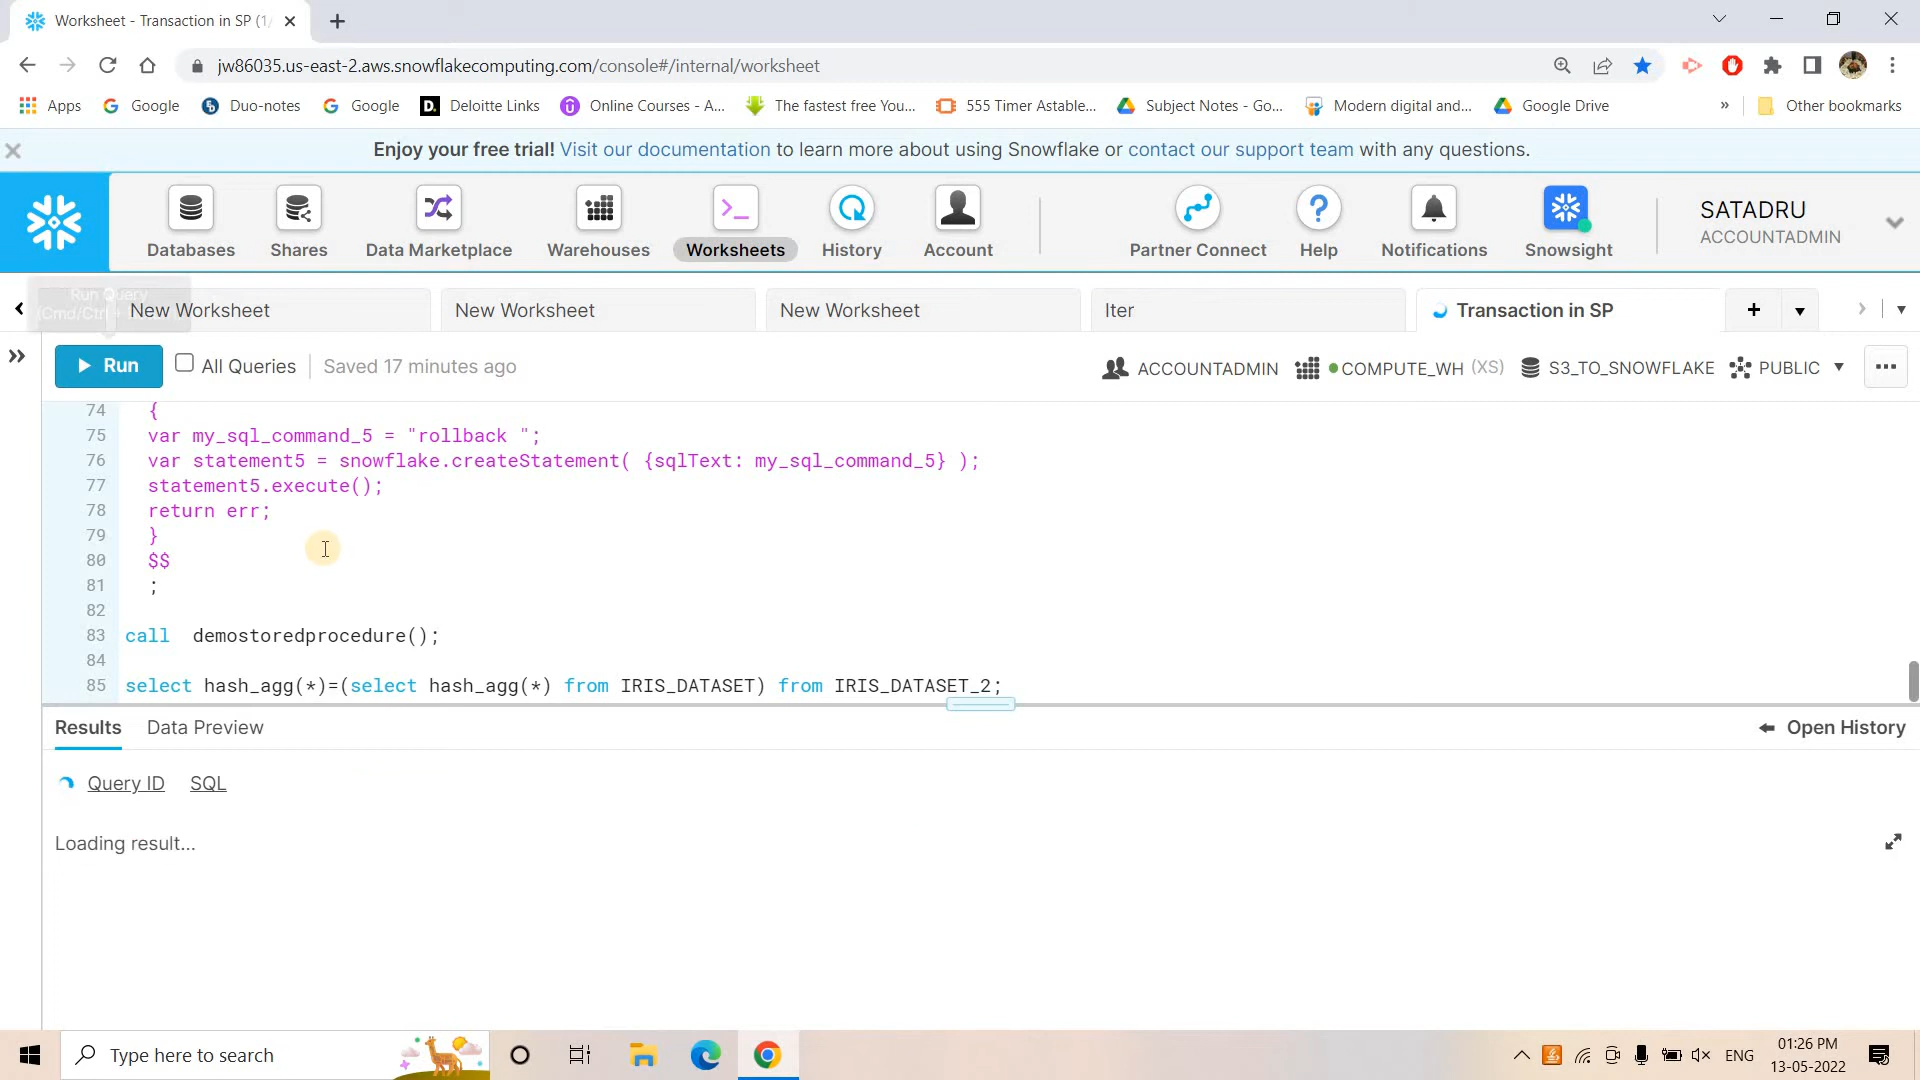 Worksheet - Transaction in SP (1/
jw86035.us-east-2.aws.snowflakecomputing.com/console#/internal/worksheet
Apps Google Duo-notes Google D. Deloitte Links Online Courses - A... The fastest free You... 555 Timer Astable... Subject Notes - Go... Modern digital and... Google Drive » Other bookmarks
Enjoy your free trial! Visit our documentation to learn more about using Snowflake or contact our support team with any questions.
Databases Shares Data Marketplace Warehouses Worksheets History Account Partner Connect Help Notifications Snowsight
SATADRU
ACCOUNTADMIN
Run Query
(Cmd/Ctrl +
New Worksheet New Worksheet New Worksheet Iter Transaction in SP
Run All Queries Saved 17 minutes ago ACCOUNTADMIN COMPUTE_WH (XS) S3_TO_SNOWFLAKE PUBLIC
74 {
75 var my_sql_command_5 = "rollback ";
76 var statement5 = snowflake.createStatement( {sqlText: my_sql_command_5} );
77 statement5.execute();
78 return err;
79 }
80 $$
81 ;
82
83 call demostoredprocedure();
84
85 select hash_agg(*)=(select hash_agg(*) from IRIS_DATASET) from IRIS_DATASET_2;
Results Data Preview Open History
Query ID SQL
Loading result...
Type here to search
ENG
01:26 PM
13-05-2022